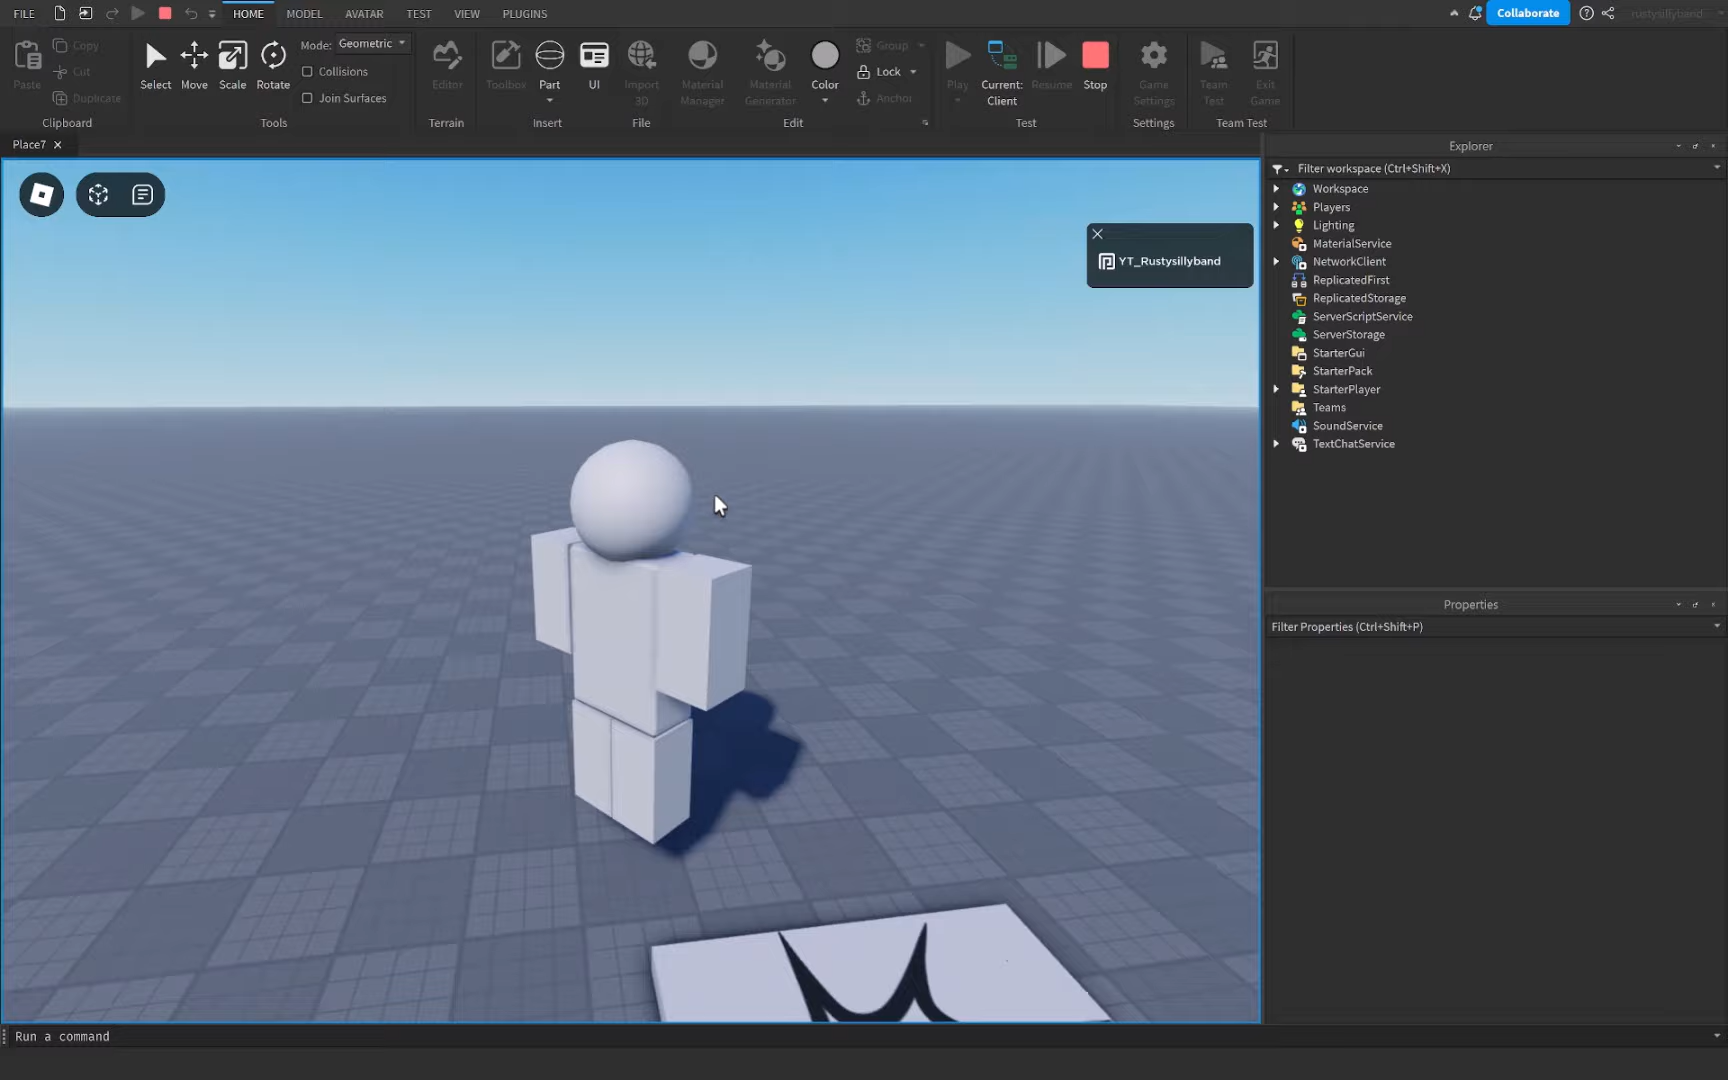 FILE HOME MODEL AVATAR TEST VIEW PLUGINS Collaborate rustysillyband
Paste Copy Cut Duplicate Clipboard
Select Move Scale Rotate Mode: Geometric Collisions Join Surfaces Tools
Editor Terrain
Toolbox Part UI Insert
Import 3D File
Material Manager Material Generator Color Group Lock Anchor Edit
Play Current: Client Resume Stop Test
Game Settings Settings
Team Test Exit Game Team Test
Place7
YT_Rustysillyband
Explorer
Filter workspace (Ctrl+Shift+X)
Workspace
Players
Lighting
MaterialService
NetworkClient
ReplicatedFirst
ReplicatedStorage
ServerScriptService
ServerStorage
StarterGui
StarterPack
StarterPlayer
Teams
SoundService
TextChatService
Properties
Filter Properties (Ctrl+Shift+P)
Run a command